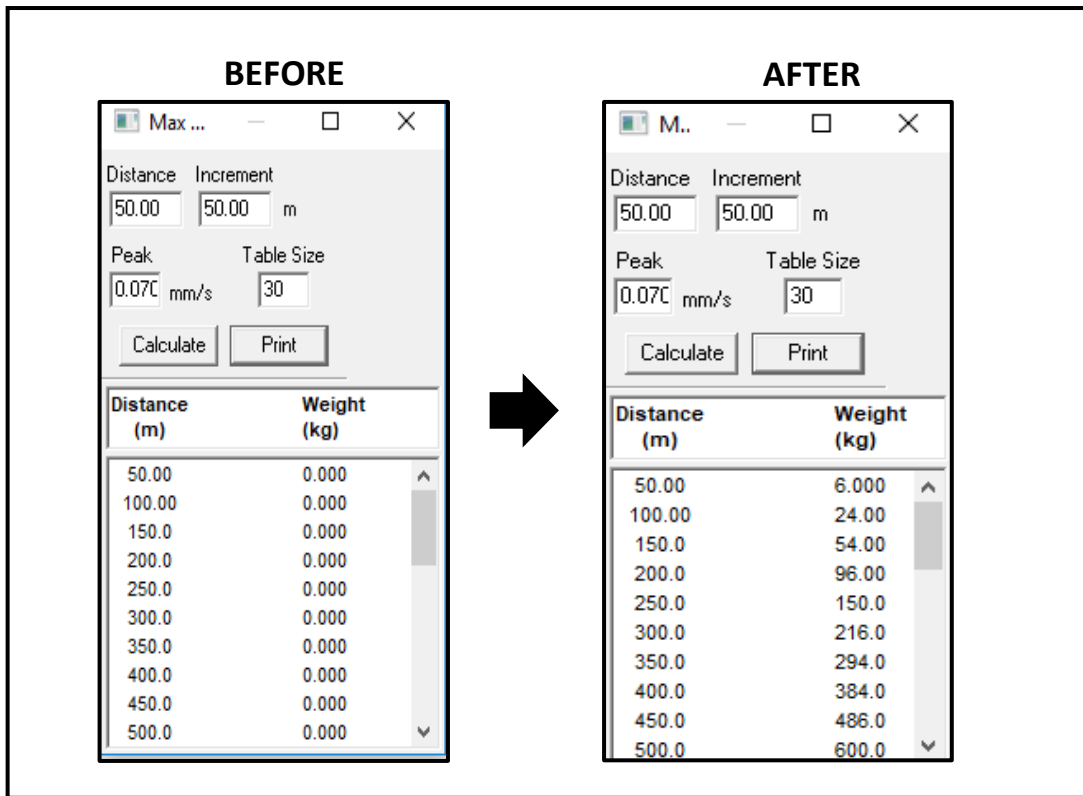 BEFORE
Max ...
Distance Increment
50.00 50.00 m
Peak Table Size
0.070 mm/s 30
Calculate Print
Distance Weight
(m) (kg)
50.00 0.000
100.00 0.000
150.0 0.000
200.0 0.000
250.0 0.000
300.0 0.000
350.0 0.000
400.0 0.000
450.0 0.000
500.0 0.000
AFTER
M..
Distance Increment
50.00 50.00 m
Peak Table Size
0.070 mm/s 30
Calculate Print
Distance Weight
(m) (kg)
50.00 6.000
100.00 24.00
150.0 54.00
200.0 96.00
250.0 150.0
300.0 216.0
350.0 294.0
400.0 384.0
450.0 486.0
500.0 600.0